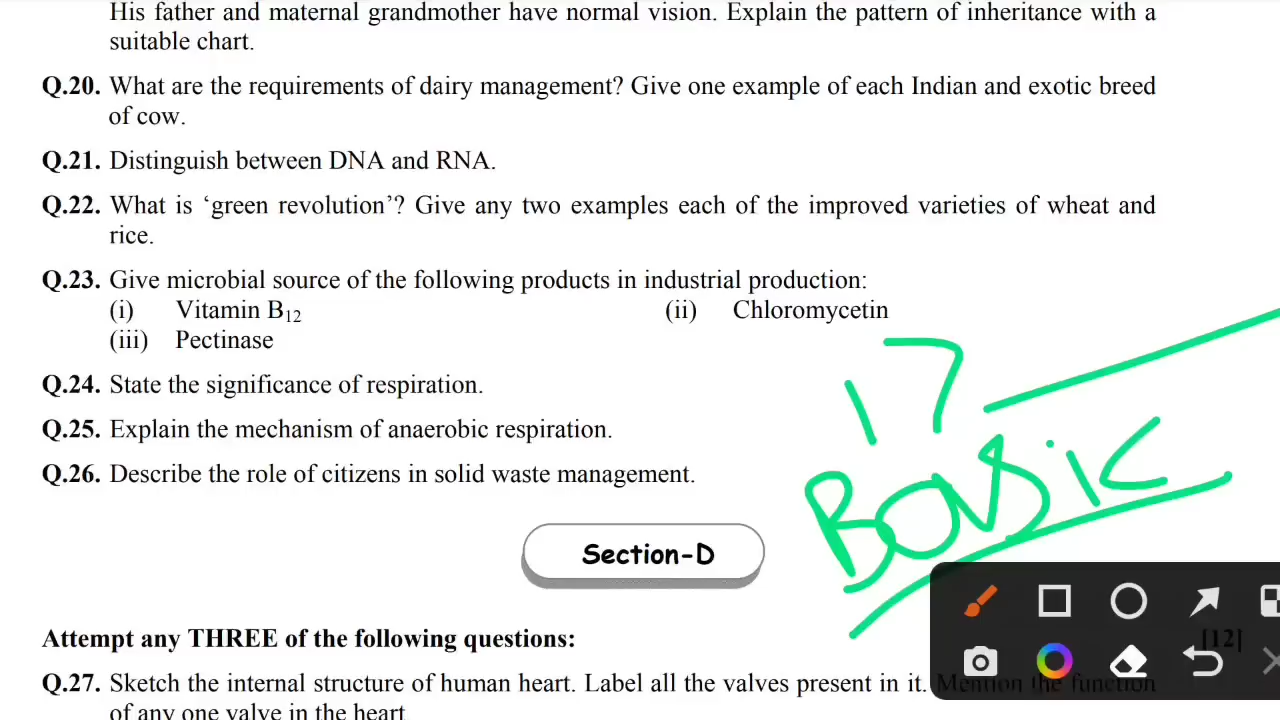 His father and maternal grandmother have normal vision. Explain the pattern of inheritance with a
suitable chart.
Q.20. What are the requirements of dairy management? Give one example of each Indian and exotic breed
of cow.
Q.21. Distinguish between DNA and RNA.
Q.22. What is ‘green revolution’? Give any two examples each of the improved varieties of wheat and
rice.
Q.23. Give microbial source of the following products in industrial production:
(i) Vitamin B₁₂ (ii) Chloromycetin
(iii) Pectinase
17
Q.24. State the significance of respiration.
Q.25. Explain the mechanism of anaerobic respiration.
Q.26. Describe the role of citizens in solid waste management.
Basic
Section-D
Attempt any THREE of the following questions: [12]
Q.27. Sketch the internal structure of human heart. Label all the valves present in it. Mention the function
of any one valve in the heart